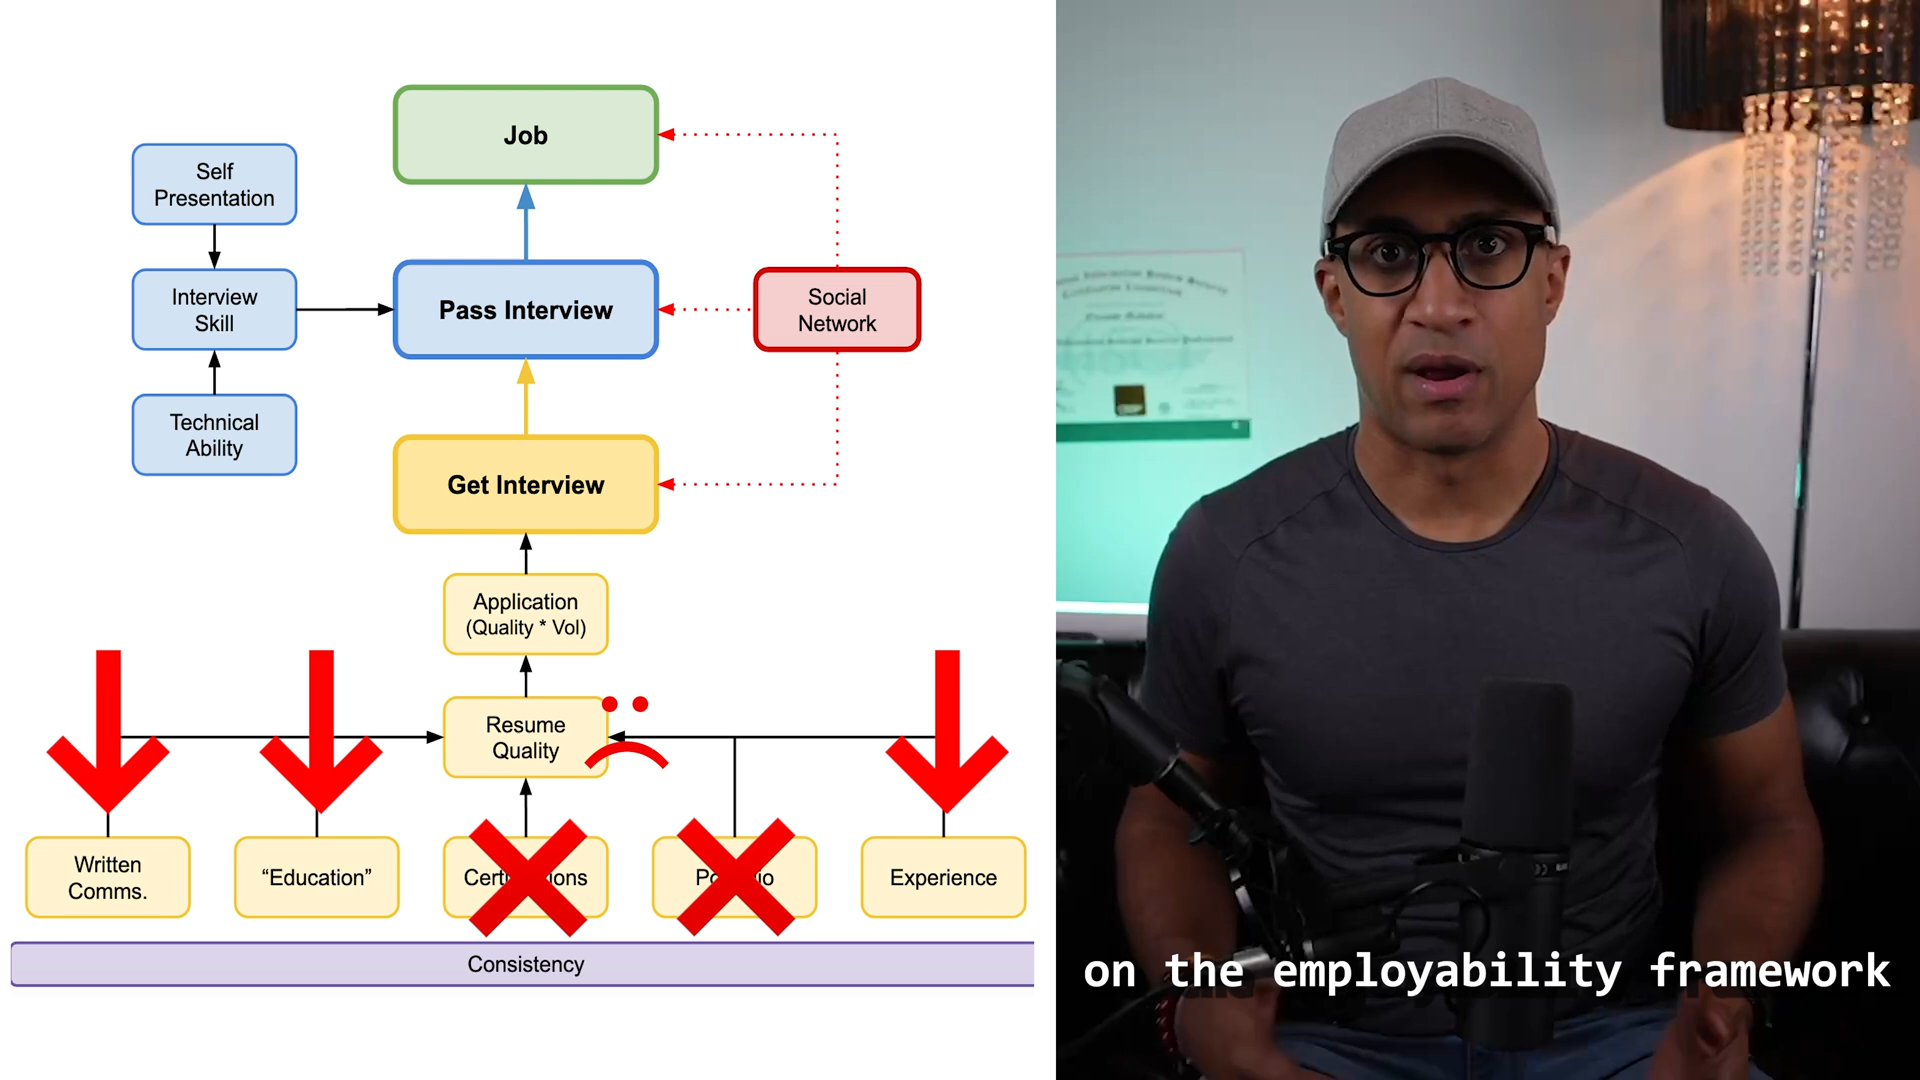 Job
Self
Presentation
Interview
Skill
Pass Interview
Social
Network
Technical
Ability
Get Interview
Application
(Quality * Vol)
Resume
Quality
Written
Comms.
“Education”
Experience
Consistency
on the employability framework